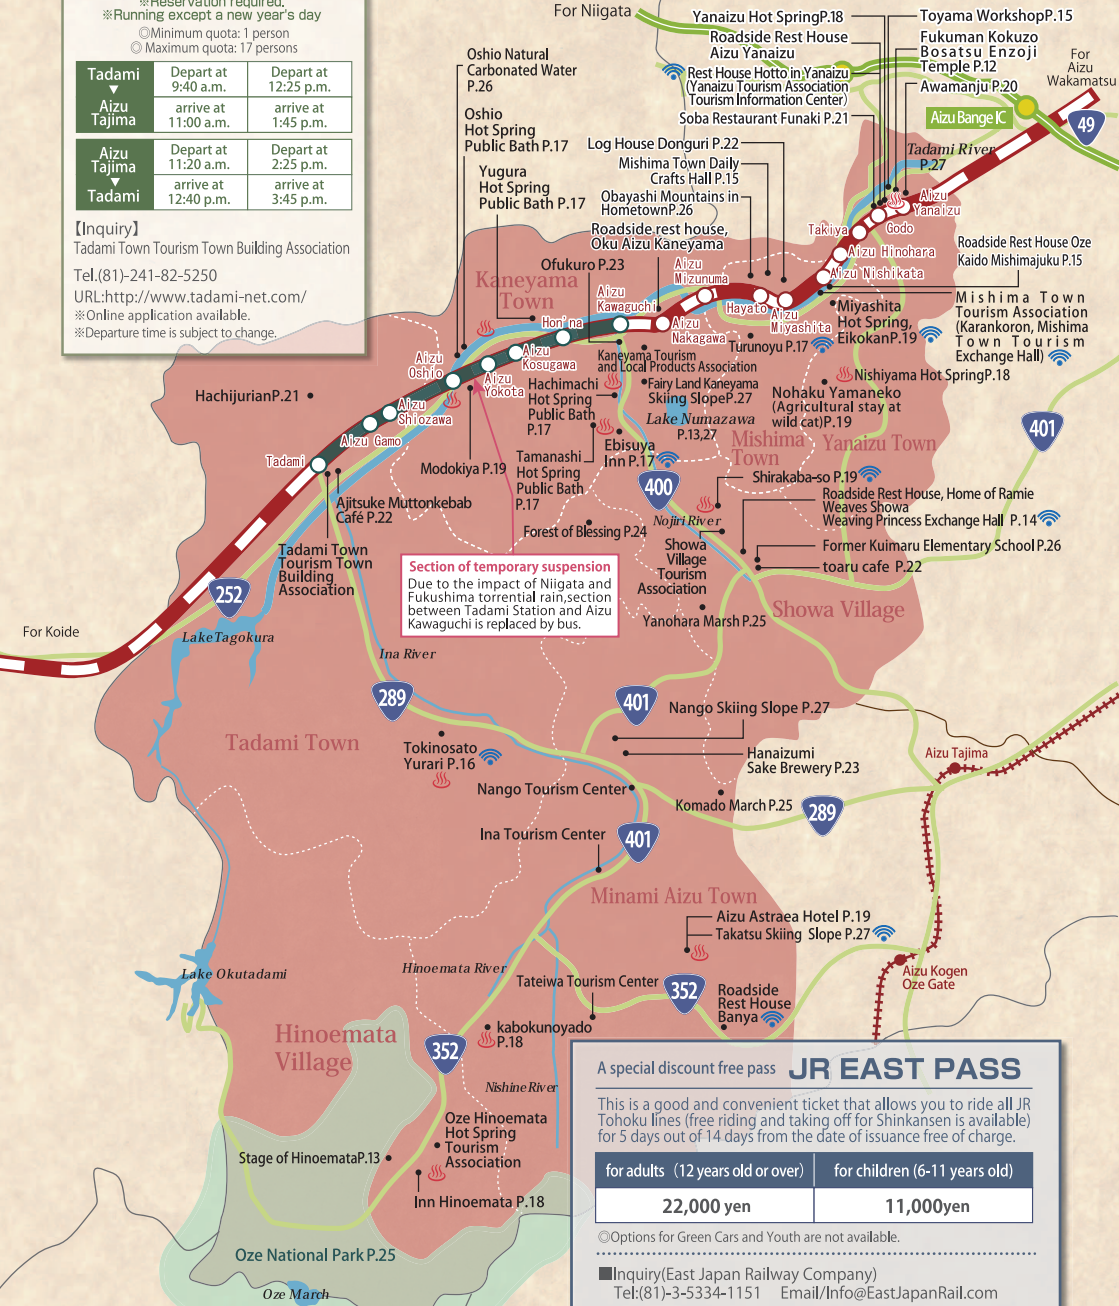 ※Reservation required.
※Running except a new year's day
◎Minimum quota: 1 person
◎ Maximum quota: 17 persons
Tadami
▼
Aizu
Tajima
Depart at
9:40 a.m.
Depart at
12:25 p.m.
arrive at
11:00 a.m.
arrive at
1:45 p.m.
Aizu
Tajima
▼
Tadami
Depart at
11:20 a.m.
Depart at
2:25 p.m.
arrive at
12:40 p.m.
arrive at
3:45 p.m.
【Inquiry】
Tadami Town Tourism Town Building Association
Tel.(81)-241-82-5250
URL:http://www.tadami-net.com/
※Online application available.
※Departure time is subject to change.
For Niigata
Yanaizu Hot SpringP.18
Roadside Rest House
Aizu Yanaizu
Rest House Hotto in Yanaizu
(Yanaizu Tourism Association
Tourism Information Center)
Soba Restaurant Funaki P.21
Toyama WorkshopP.15
Fukuman Kokuzo
Bosatsu Enzoji
Temple P.12
Awamanju P.20
For
Aizu
Wakamatsu
Aizu Bange IC
49
Tadami River
P.27
Oshio Natural
Carbonated Water
P.26
Oshio
Hot Spring
Public Bath P.17
Yugura
Hot Spring
Public Bath P.17
Log House Donguri P.22
Mishima Town Daily
Crafts Hall P.15
Obayashi Mountains in
HometownP.26
Roadside rest house,
Oku Aizu Kaneyama
Ofukuro P.23
Aizu
Yanaizu
Godo
Takiya
Aizu Hinohara
Aizu Nishikata
Aizu
Miyashita
Hayato
Aizu
Mizunuma
Aizu
Nakagawa
Aizu
Kawaguchi
Hon'na
Aizu
Kosugawa
Aizu
Yokota
Aizu
Oshio
Aizu
Shiozawa
Aizu Gamo
Tadami
Kaneyama
Town
Roadside Rest House Oze
Kaido Mishimajuku P.15
Mishima Town
Tourism Association
(Karankoron, Mishima
Town Tourism
Exchange Hall)
Miyashita
Hot Spring,
EikokanP.19
Turunoyu P.17
Nishiyama Hot SpringP.18
Kaneyama Tourism
and Local Products Association
Fairy Land Kaneyama
Skiing SlopeP.27
Hachimachi
Hot Spring
Public Bath
P.17
Lake Numazawa
P.13,27
Nohaku Yamaneko
(Agricultural stay at
wild cat)P.19
Mishima
Town
Yanaizu Town
401
HachijurianP.21
Ebisuya
Inn P.17
Modokiya P.19
Tamanashi
Hot Spring
Public Bath
P.17
400
Shirakaba-so P.19
Roadside Rest House, Home of Ramie
Weaves Showa
Weaving Princess Exchange Hall P.14
Ajitsuke Muttonkebab
Café P.22
Forest of Blessing P.24
Nojiri River
Showa
Village
Tourism
Association
Former Kuimaru Elementary School P.26
toaru cafe P.22
Tadami Town
Tourism Town
Building
Association
Section of temporary suspension
Due to the impact of Niigata and
Fukushima torrential rain,section
between Tadami Station and Aizu
Kawaguchi is replaced by bus.
252
Yanohara Marsh P.25
Showa Village
For Koide
Lake Tagokura
Ina River
289
401
Nango Skiing Slope P.27
Tadami Town
Tokinosato
Yurari P.16
Hanaizumi
Sake Brewery P.23
Aizu Tajima
Nango Tourism Center
Komado March P.25
289
Ina Tourism Center
401
Minami Aizu Town
Aizu Astraea Hotel P.19
Takatsu Skiing Slope P.27
Lake Okutadami
Hinoemata River
Tateiwa Tourism Center
352
Roadside
Rest House
Banya
Aizu Kogen
Oze Gate
kabokunoyado
P.18
Hinoemata
Village
352
Nishine River
Oze Hinoemata
Hot Spring
Tourism
Association
Stage of HinoemataP.13
Inn Hinoemata P.18
Oze National Park P.25
Oze March
A special discount free pass JR EAST PASS
This is a good and convenient ticket that allows you to ride all JR
Tohoku lines (free riding and taking off for Shinkansen is available)
for 5 days out of 14 days from the date of issuance free of charge.
for adults (12 years old or over)
for children (6-11 years old)
22,000 yen
11,000yen
◎Options for Green Cars and Youth are not available.
■Inquiry(East Japan Railway Company)
Tel:(81)-3-5334-1151 Email/Info@EastJapanRail.com